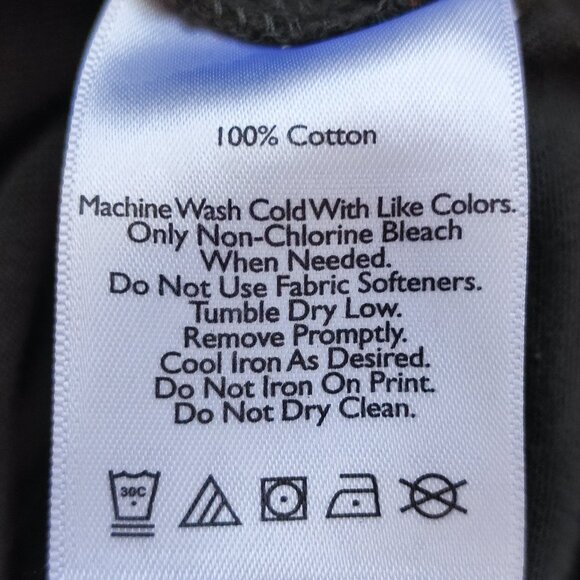 100% Cotton
Machine Wash Cold With Like Colors.
Only Non-Chlorine Bleach
When Needed.
Do Not Use Fabric Softeners.
Tumble Dry Low.
Remove Promptly.
Cool Iron As Desired.
Do Not Iron On Print.
Do Not Dry Clean.
30C